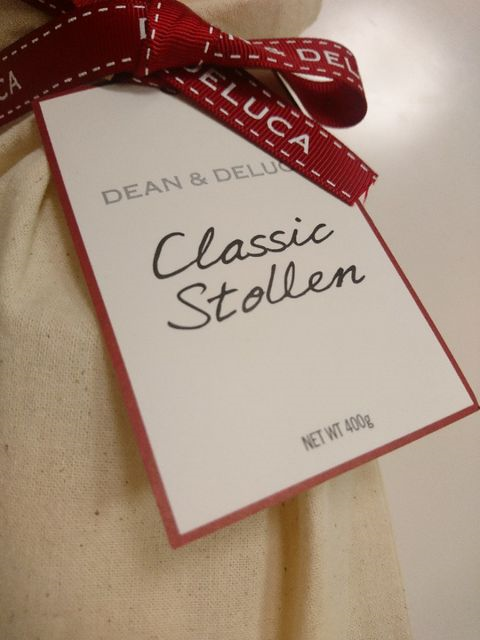 DELUCA
DEAN & DELUC
Classic
Stollen
NET WT 400g